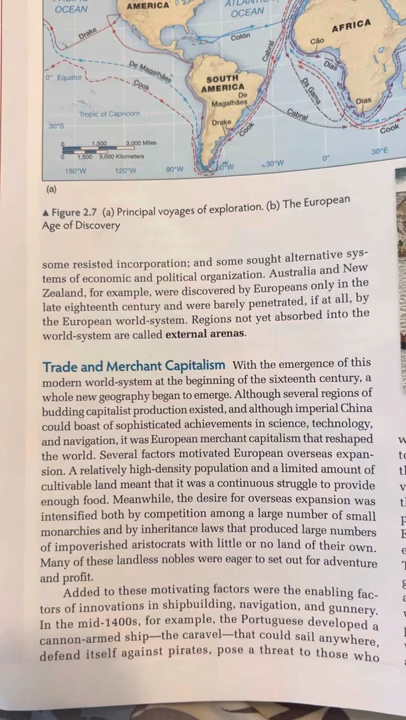 OCEAN
AMERICA
OCEAN
AFRICA
Drake
Colón
Cabral
Cão
Dias
0° Equator
De Magalhães
Cook
SOUTH
AMERICA
De
Magalhães
Da Gama
Dias
Tropic of Capricorn
Drake
Cook
Cabral
30°S
Cook
0 1,500 3,000 Miles
0 1,500 3,000 Kilometers
150°W 120°W 90°W 60°W 30°W 0° 30°E
(a)
▲ Figure 2.7 (a) Principal voyages of exploration. (b) The European
Age of Discovery
some resisted incorporation; and some sought alternative sys-
tems of economic and political organization. Australia and New
Zealand, for example, were discovered by Europeans only in the
late eighteenth century and were barely penetrated, if at all, by
the European world-system. Regions not yet absorbed into the
world-system are called external arenas.
Trade and Merchant Capitalism With the emergence of this
modern world-system at the beginning of the sixteenth century, a
whole new geography began to emerge. Although several regions of
budding capitalist production existed, and although imperial China
could boast of sophisticated achievements in science, technology,
and navigation, it was European merchant capitalism that reshaped
the world. Several factors motivated European overseas expan-
sion. A relatively high-density population and a limited amount of
cultivable land meant that it was a continuous struggle to provide
enough food. Meanwhile, the desire for overseas expansion was
intensified both by competition among a large number of small
monarchies and by inheritance laws that produced large numbers
of impoverished aristocrats with little or no land of their own.
Many of these landless nobles were eager to set out for adventure
and profit.
Added to these motivating factors were the enabling fac-
tors of innovations in shipbuilding, navigation, and gunnery.
In the mid-1400s, for example, the Portuguese developed a
cannon-armed ship—the caravel—that could sail anywhere,
defend itself against pirates, pose a threat to those who